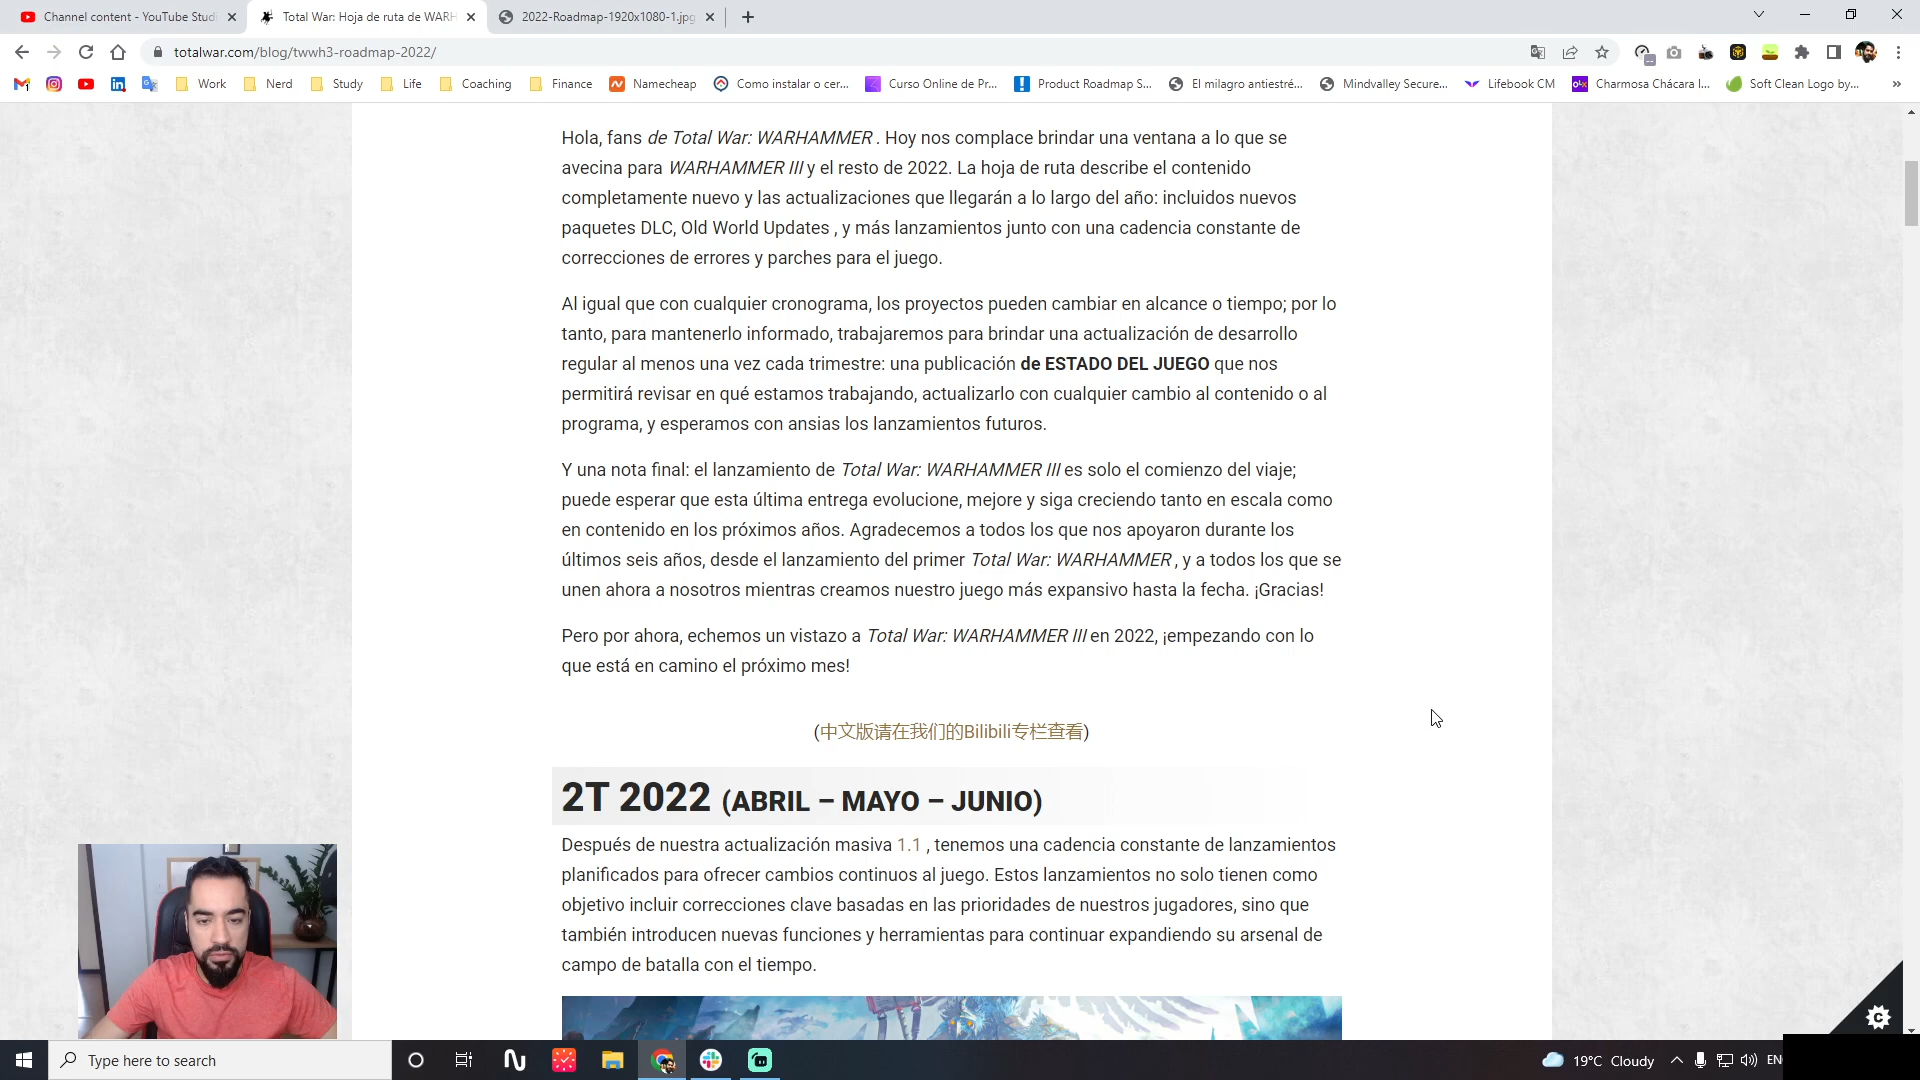 Channel content - YouTube Studi
Total War: Hoja de ruta de WARH
2022-Roadmap-1920x1080-1.jpg
totalwar.com/blog/twwh3-roadmap-2022/
Work
Nerd
Study
Life
Coaching
Finance
Namecheap
Como instalar o cer...
Curso Online de Pr...
Product Roadmap S...
El milagro antiestré...
Mindvalley Secure...
Lifebook CM
Charmosa Chácara I...
Soft Clean Logo by...
»
Hola, fans de Total War: WARHAMMER . Hoy nos complace brindar una ventana a lo que se
avecina para WARHAMMER III y el resto de 2022. La hoja de ruta describe el contenido
completamente nuevo y las actualizaciones que llegarán a lo largo del año: incluidos nuevos
paquetes DLC, Old World Updates , y más lanzamientos junto con una cadencia constante de
correcciones de errores y parches para el juego.
Al igual que con cualquier cronograma, los proyectos pueden cambiar en alcance o tiempo; por lo
tanto, para mantenerlo informado, trabajaremos para brindar una actualización de desarrollo
regular al menos una vez cada trimestre: una publicación de ESTADO DEL JUEGO que nos
permitirá revisar en qué estamos trabajando, actualizarlo con cualquier cambio al contenido o al
programa, y esperamos con ansias los lanzamientos futuros.
Y una nota final: el lanzamiento de Total War: WARHAMMER III es solo el comienzo del viaje;
puede esperar que esta última entrega evolucione, mejore y siga creciendo tanto en escala como
en contenido en los próximos años. Agradecemos a todos los que nos apoyaron durante los
últimos seis años, desde el lanzamiento del primer Total War: WARHAMMER , y a todos los que se
unen ahora a nosotros mientras creamos nuestro juego más expansivo hasta la fecha. ¡Gracias!
Pero por ahora, echemos un vistazo a Total War: WARHAMMER III en 2022, ¡empezando con lo
que está en camino el próximo mes!
(中文版请在我们的Bilibili专栏查看)
2T 2022 (ABRIL – MAYO – JUNIO)
Después de nuestra actualización masiva 1.1 , tenemos una cadencia constante de lanzamientos
planificados para ofrecer cambios continuos al juego. Estos lanzamientos no solo tienen como
objetivo incluir correcciones clave basadas en las prioridades de nuestros jugadores, sino que
también introducen nuevas funciones y herramientas para continuar expandiendo su arsenal de
campo de batalla con el tiempo.
Type here to search
19°C Cloudy
EN